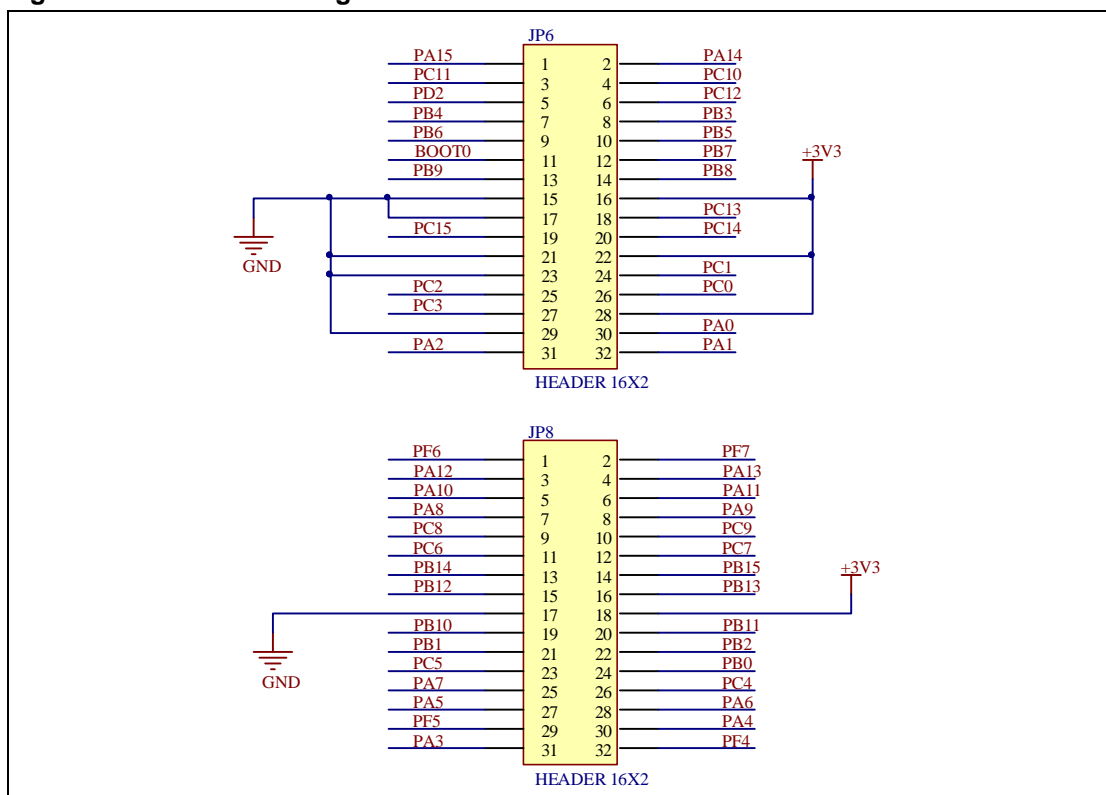 JP6
PA15 1 2 PA14
PC11 3 4 PC10
PD2 5 6 PC12
PB4 7 8 PB3
PB6 9 10 PB5
BOOT0 11 12 PB7 +3V3
PB9 13 14 PB8
15 16
17 18 PC13
PC15 19 20 PC14
21 22
GND 23 24 PC1
PC2 25 26 PC0
PC3 27 28
29 30 PA0
PA2 31 32 PA1
HEADER 16X2
JP8
PF6 1 2 PF7
PA12 3 4 PA13
PA10 5 6 PA11
PA8 7 8 PA9
PC8 9 10 PC9
PC6 11 12 PC7
PB14 13 14 PB15 +3V3
PB12 15 16 PB13
17 18
PB10 19 20 PB11
PB1 21 22 PB2
PC5 23 24 PB0
GND
PA7 25 26 PC4
PA5 27 28 PA6
PF5 29 30 PA4
PA3 31 32 PF4
HEADER 16X2